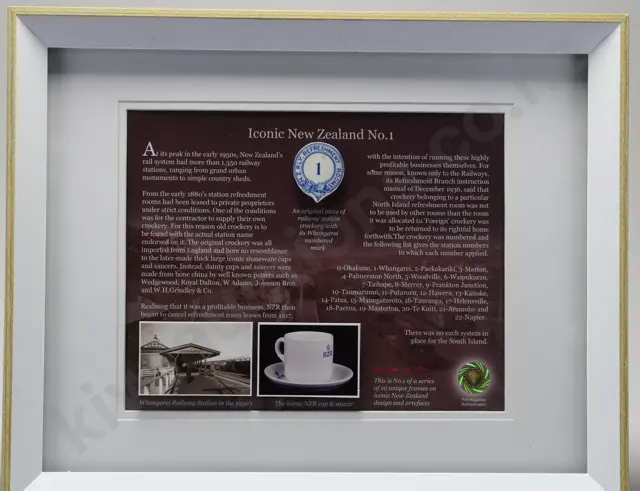 Iconic New Zealand No.1
At its peak in the early 1950s, New Zealand's
rail system had more than 1,350 railway
stations, ranging from grand urban
monuments to simple country sheds.
From the early 1880's station refreshment
rooms had been leased to private proprietors
under strict conditions. One of the conditions
was for the contractor to supply their own
crockery. For this reason old crockery is to
be found with the actual station name
endorsed on it. The original crockery was all
imported from England and bore no resemblance
to the later-made thick large iconic stoneware cups
and saucers. Instead, dainty cups and saucers were
made from bone china by well known potters such as
Wedgewood, Royal Dalton, W Adams, Johnson Bros
and W.H.Grindley & Co.
Realising that it was a profitable business, NZR then
began to cancel refreshment room leases from 1917,
N.Z.RLY. REFRESHMENT ROOMS
1
An original piece of
railway station
crockery with
its Whangarei
numbered
mark
with the intention of running these highly
profitable businesses themselves. For
some reason, known only to the Railways,
its Refreshment Branch instruction
manual of December 1936, said that
crockery belonging to a particular
North Island refreshment room was not
to be used by other rooms than the room
it was allocated to. 'Foreign' crockery was
to be returned to its rightful home
forthwith. The crockery was numbered and
the following list gives the station numbers
to which each number applied.
0-Ohakune, 1-Whangarei, 2-Paekakariki, 3-Marton,
4-Palmerston North, 5-Woodville, 6-Waipukurau,
7-Taihape, 8-Mercer, 9-Frankton Junction,
10-Taumarunui, 11-Putaruru, 12-Hawera, 13-Kaitoke,
14-Patea, 15-Maungaturoto, 16-Tauranga, 17-Helensville,
18-Paeroa, 19-Masterton, 20-Te Kuiti, 21-Aramoho and
22-Napier.
There was no such system in
place for the South Island.
NZR
Whangarei Railway Station in the 1920's
The iconic NZR cup & saucer
This is No.1 of a series
of 10 unique frames on
iconic New Zealand
design and artefacts